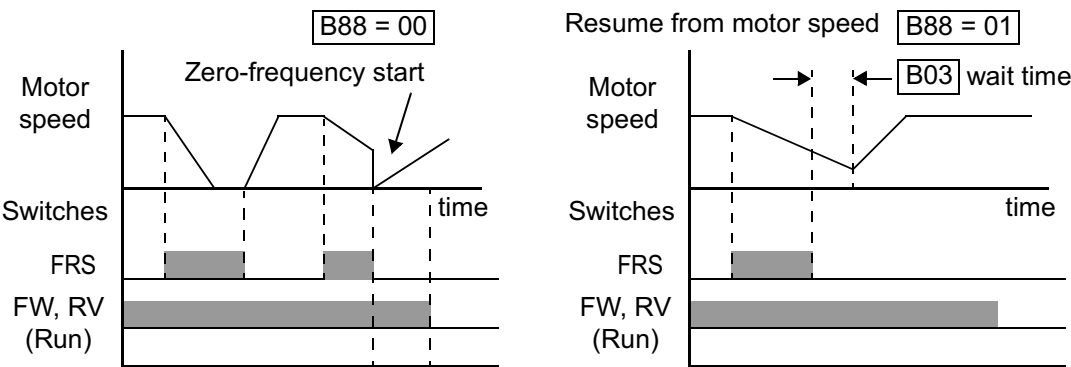 B88 = 00
Zero-frequency start
Motor
speed
Switches
time
FRS
FW, RV
(Run)
Resume from motor speed B88 = 01
B03 wait time
Motor
speed
Switches
time
FRS
FW, RV
(Run)